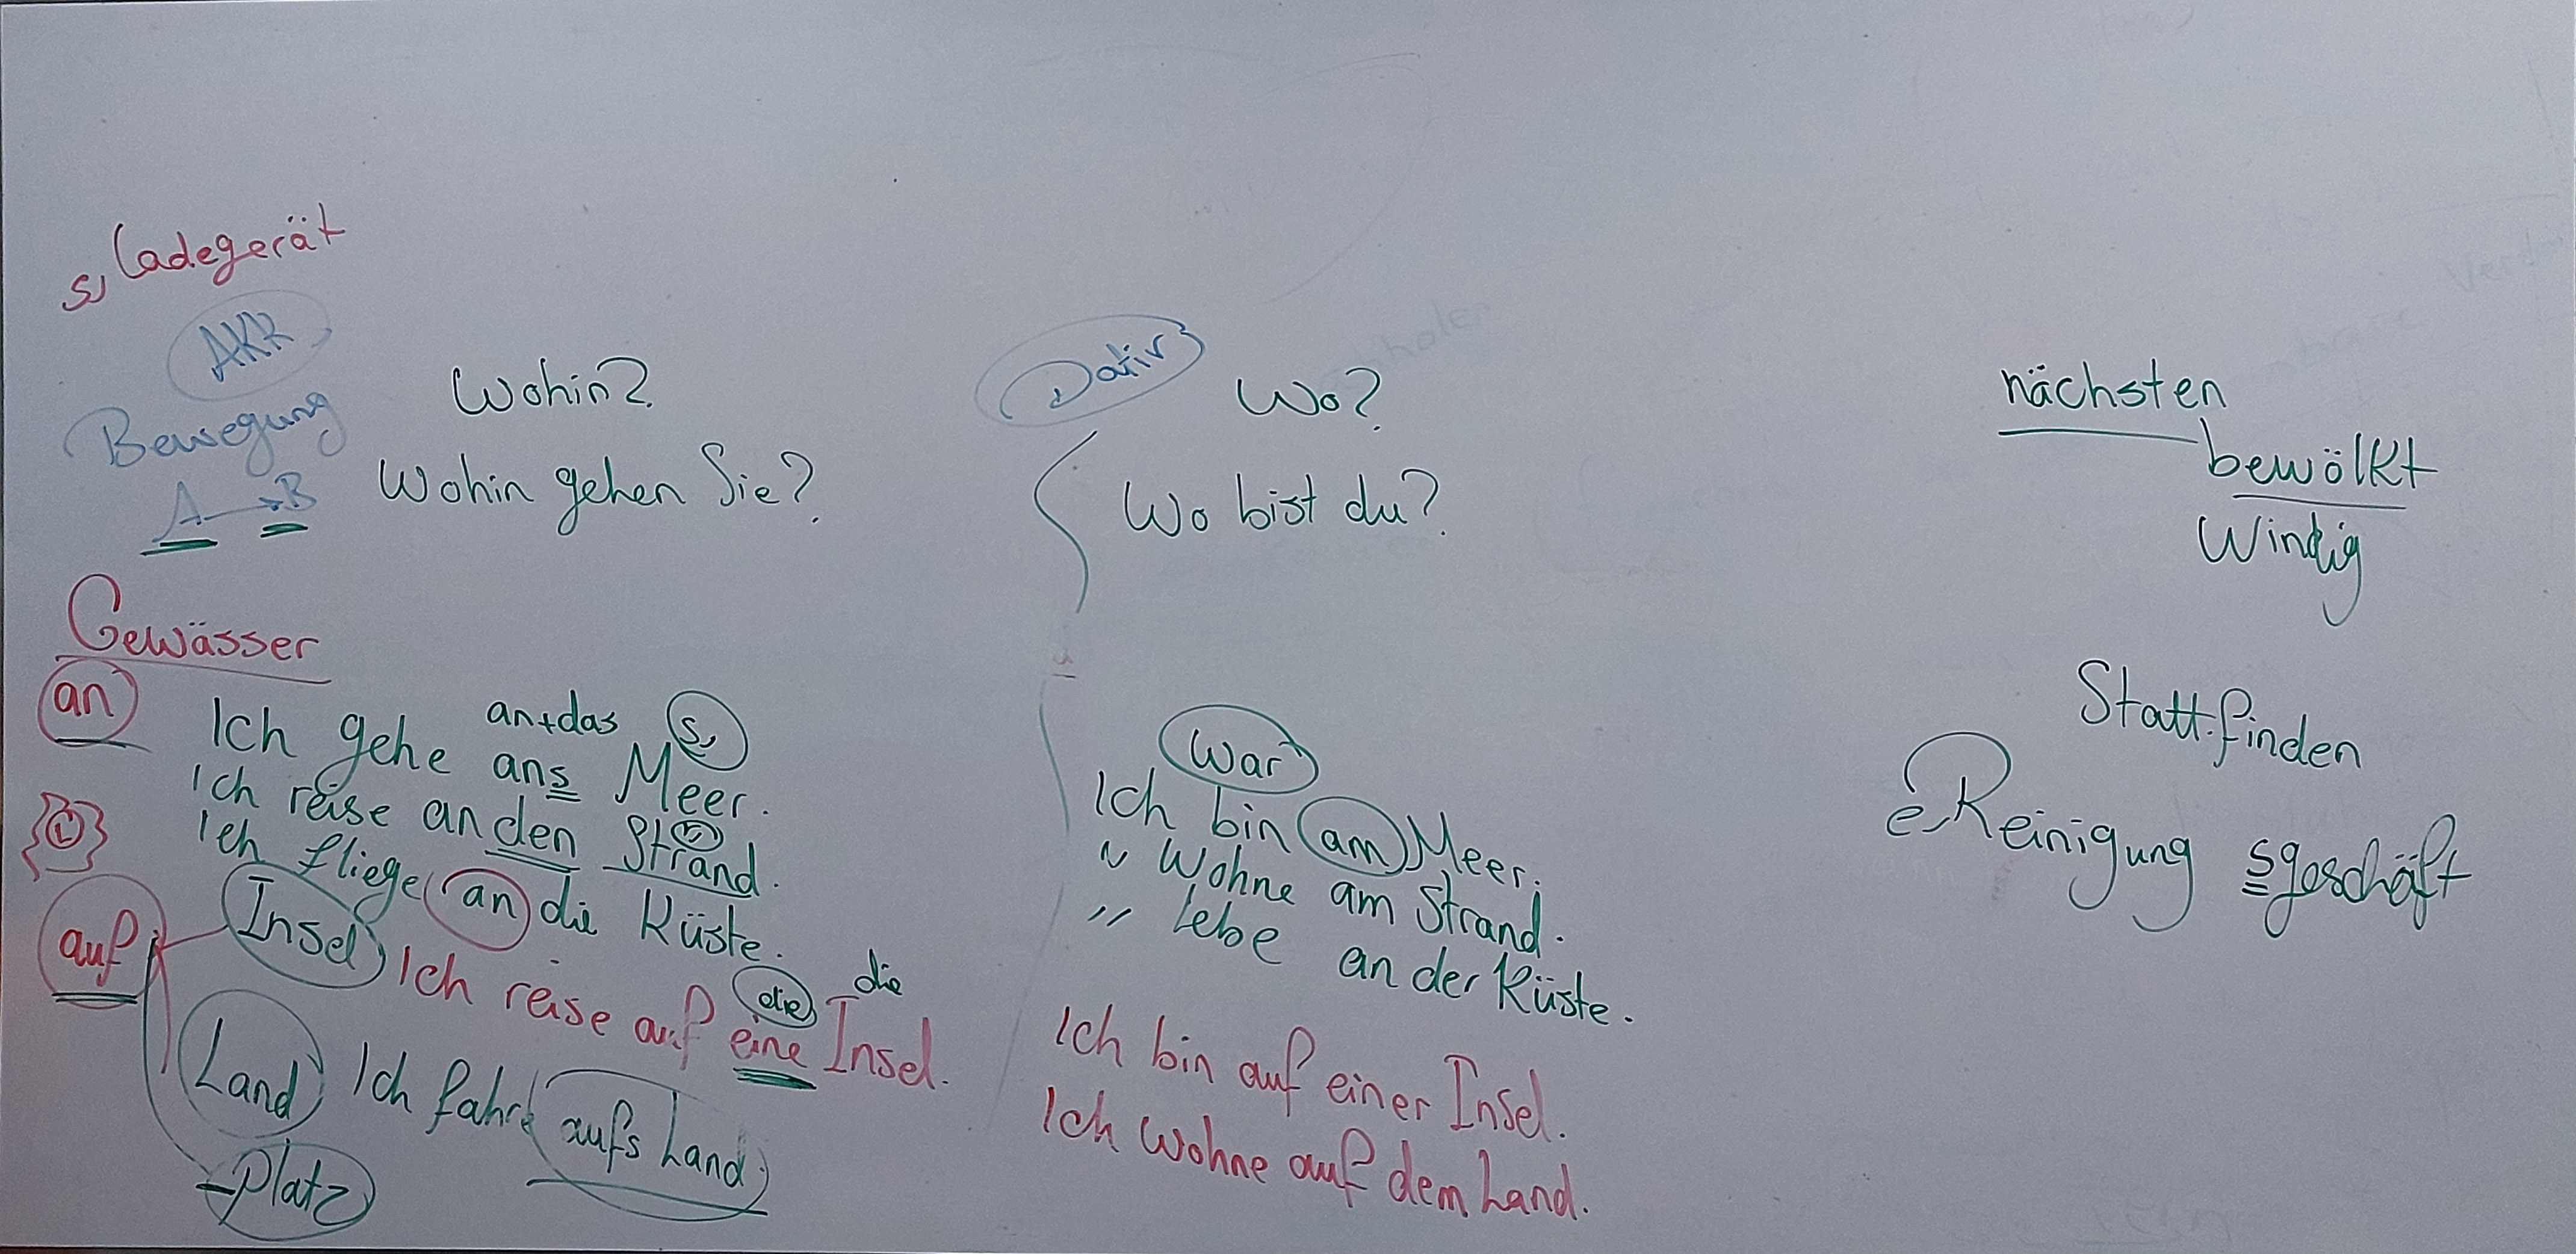 s, Ladegerät
AKK
Bewegung
A → B
Wohin?
Wohin gehen Sie?
Gewässer
an
an+das s,
Ich gehe ans Meer.
Ich reise an den Strand.
Ich fliege an die Küste.
auf
Insel
die die
Ich reise auf eine Insel.
Land Ich fahre aufs Land.
-Platz
Dativ
Wo?
Wo bist du?
war
Ich bin am Meer.
" Wohne am Strand.
" Lebe an der Küste.
Ich bin auf einer Insel.
Ich wohne auf dem Land.
nächsten
bewölkt
Windig
Statt.finden
e, Reinigung sgeschäft